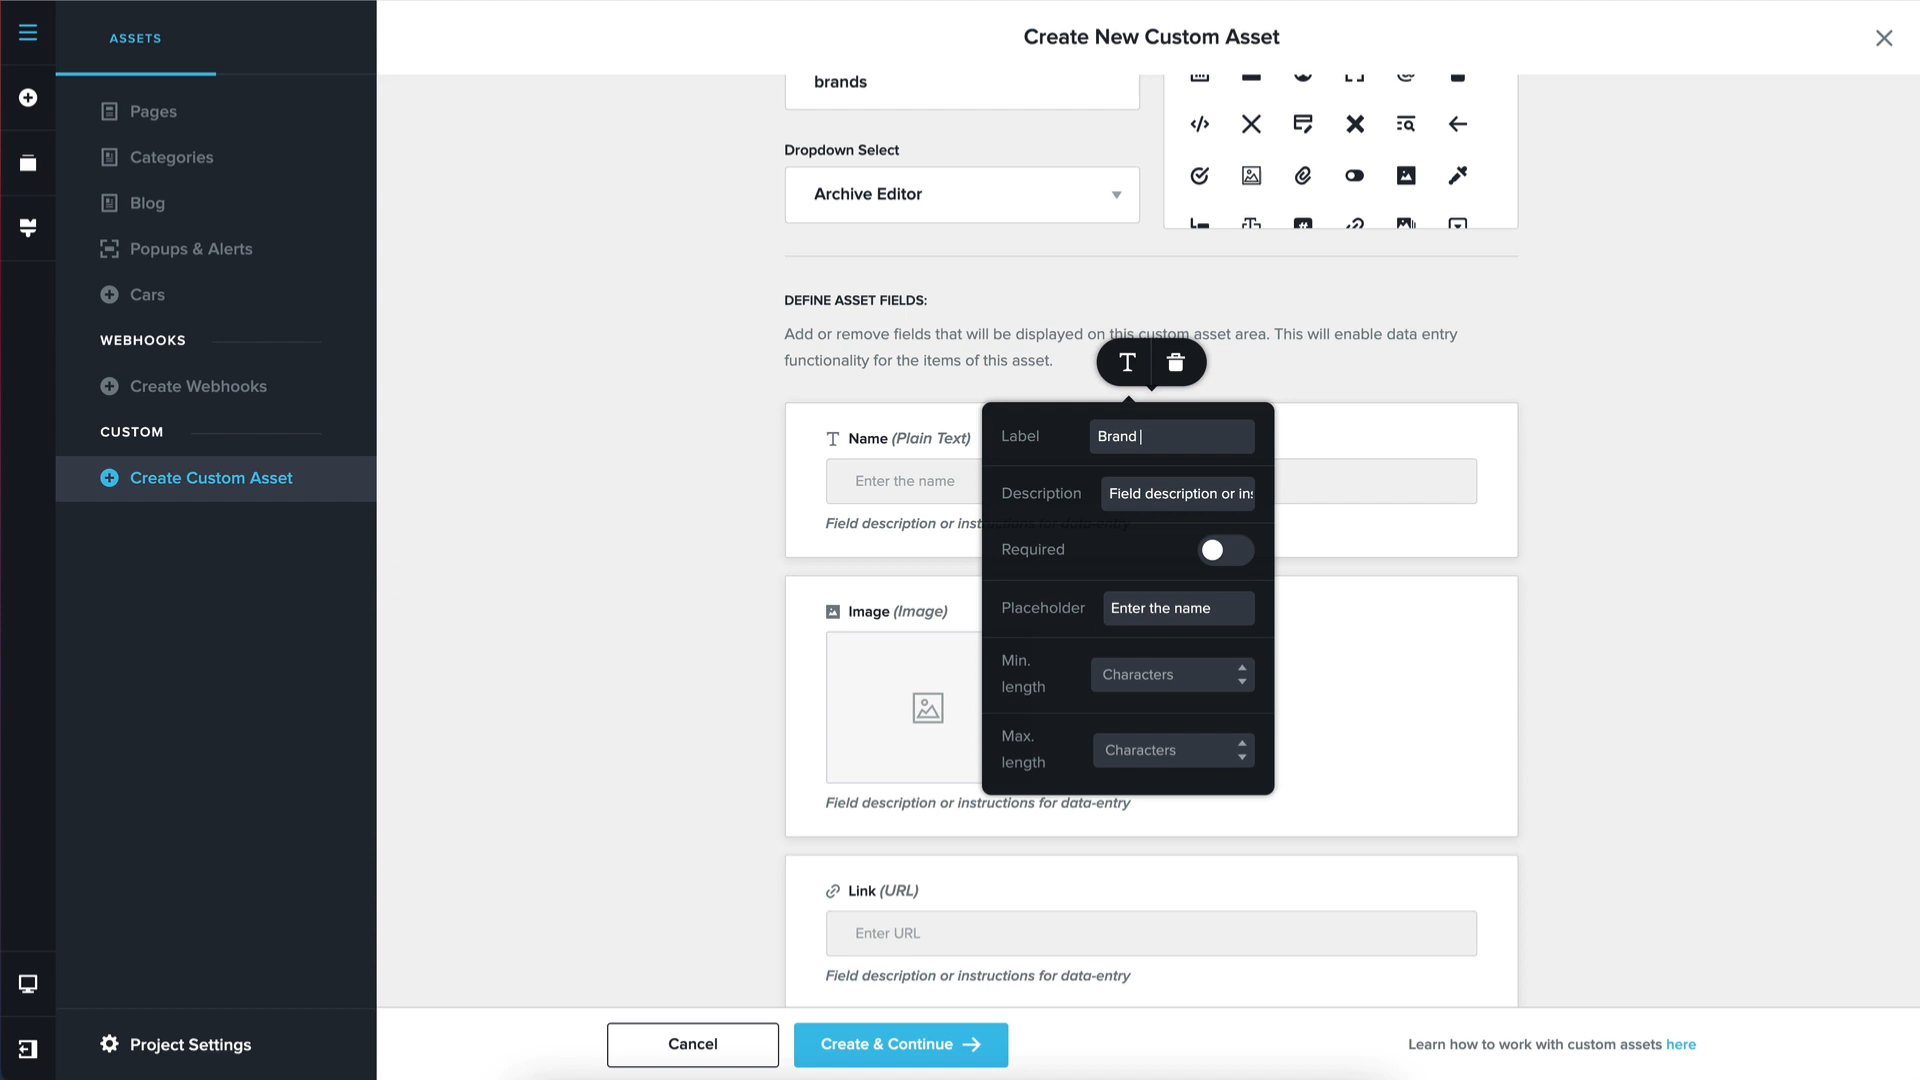 ASSETS
Pages
Categories
Blog
Popups & Alerts
Cars
WEBHOOKS
Create Webhooks
CUSTOM
Create Custom Asset
Project Settings
Create New Custom Asset
brands
Dropdown Select
Archive Editor
DEFINE ASSET FIELDS:
Add or remove fields that will be displayed on this custom asset area. This will enable data entry
functionality for the items of this asset.
Name (Plain Text)
Enter the name
Field description or instructions for data-entry
Label
Brand
Description
Field description or ins
Required
Placeholder
Enter the name
Min.
length
Characters
Max.
length
Characters
Image (Image)
Field description or instructions for data-entry
Link (URL)
Enter URL
Field description or instructions for data-entry
Cancel
Create & Continue
Learn how to work with custom assets here